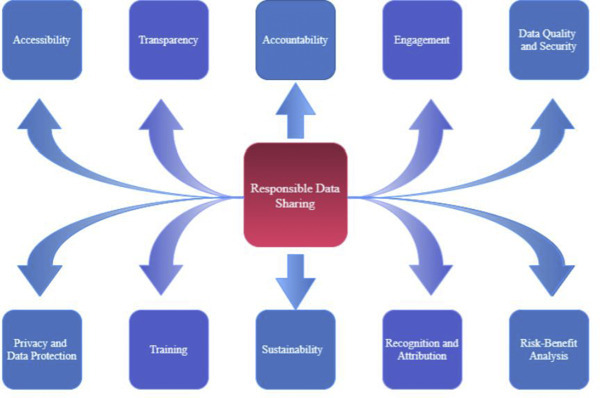 Accessibility
Transparency
Accountability
Engagement
Data Quality
and Security
Responsible Data
Sharing
Privacy and
Data Protection
Training
Sustainability
Recognition and
Attribution
Risk-Benefit
Analysis